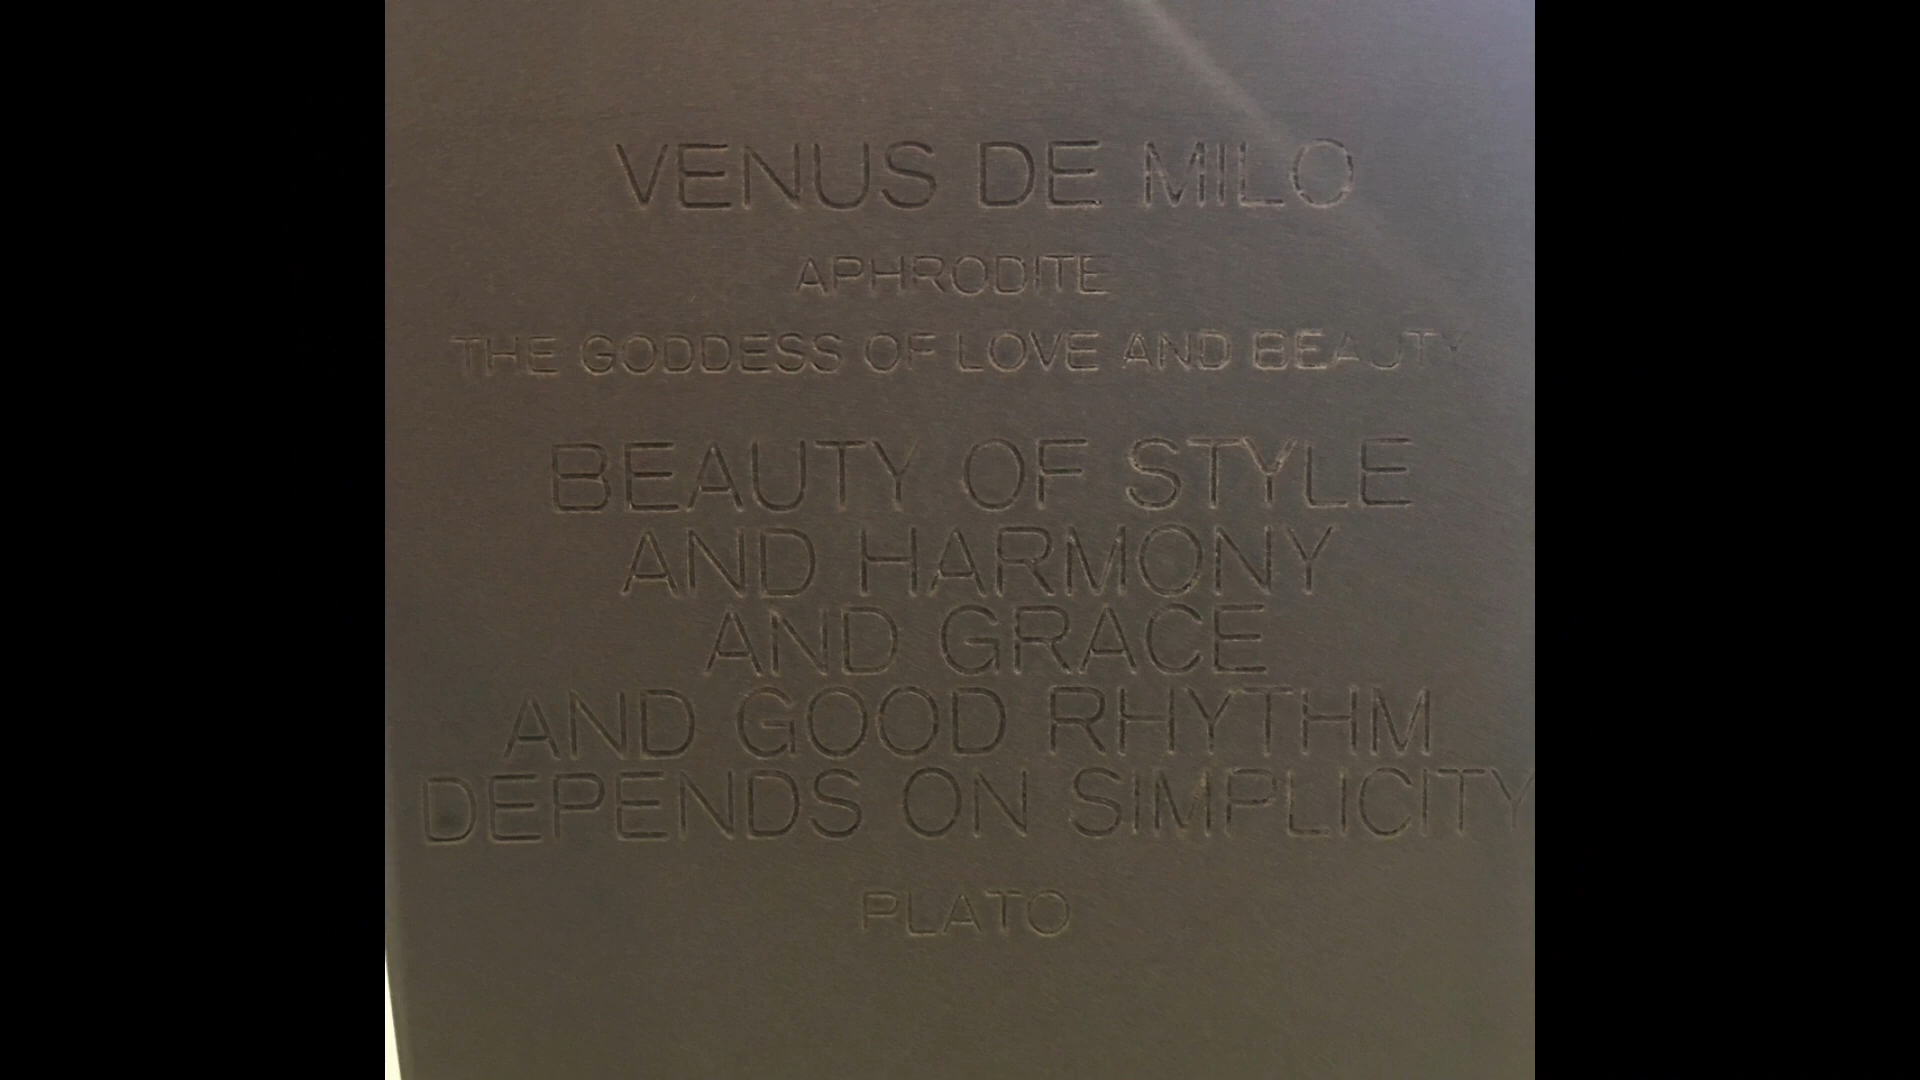 VENUS DE MILO
APHRODITE
THE GODDESS OF LOVE AND BEAUTY
BEAUTY OF STYLE
AND HARMONY
AND GRACE
AND GOOD RHYTHM
DEPENDS ON SIMPLICITY
PLATO